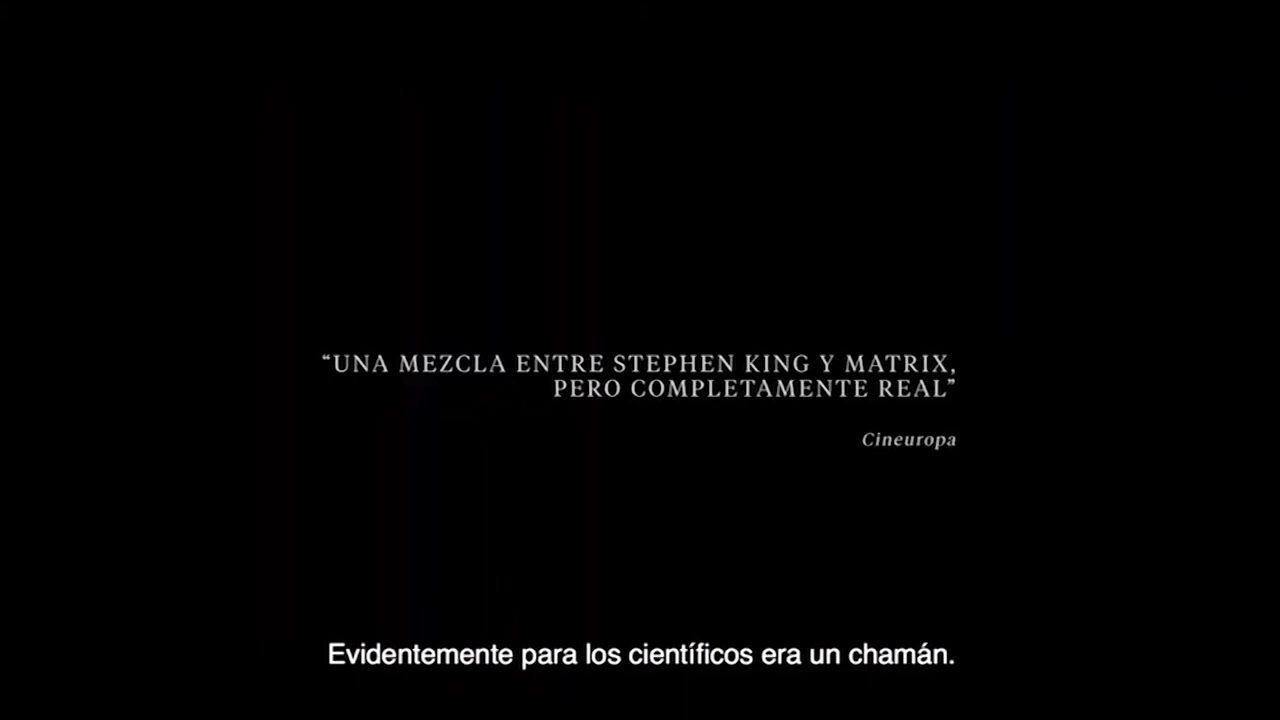 “UNA MEZCLA ENTRE STEPHEN KING Y MATRIX,
PERO COMPLETAMENTE REAL”
Cineuropa
Evidentemente para los científicos era un chamán.